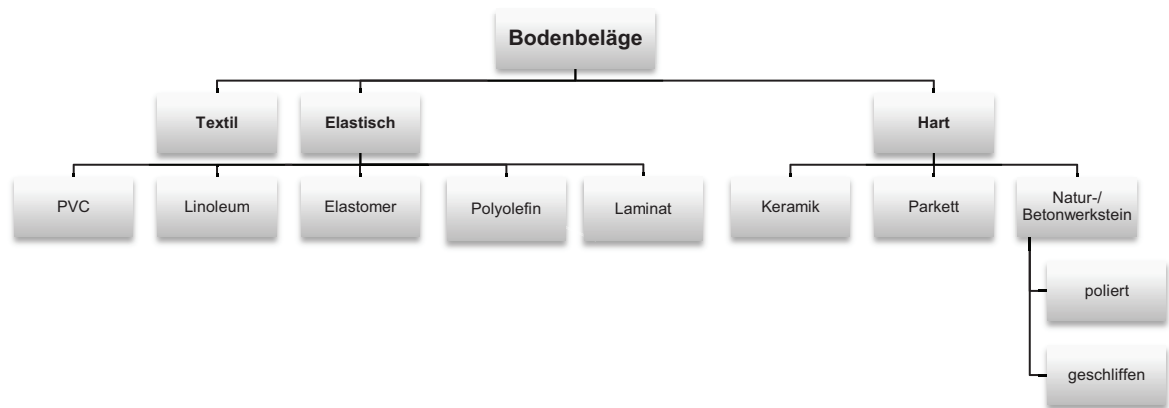 Bodenbeläge
Textil
Elastisch
Hart
PVC
Linoleum
Elastomer
Polyolefin
Laminat
Keramik
Parkett
Natur-/
Betonwerkstein
poliert
geschliffen